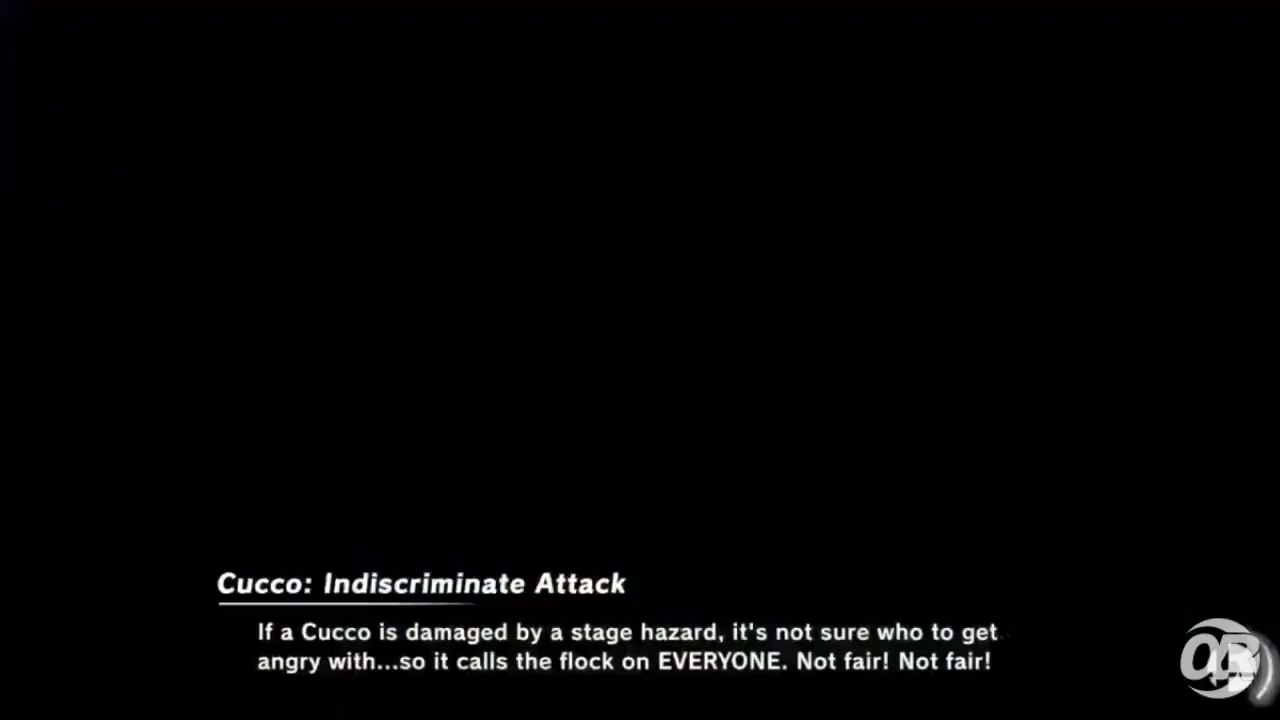 Cucco: Indiscriminate Attack
If a Cucco is damaged by a stage hazard, it's not sure who to get
angry with...so it calls the flock on EVERYONE. Not fair! Not fair!